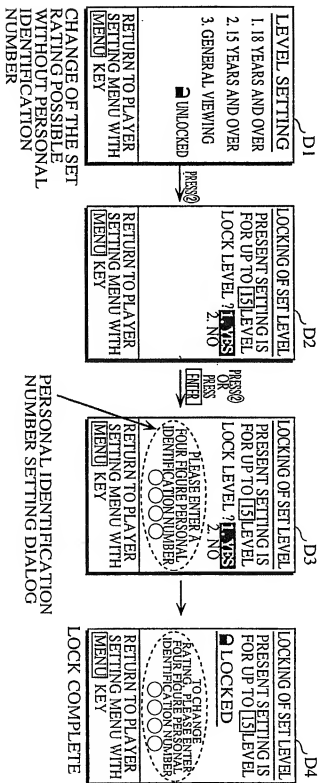 D1
LEVEL SETTING
1. 18 YEARS AND OVER
2. 15 YEARS AND OVER
3. GENERAL VIEWING
UNLOCKED
RETURN TO PLAYER
SETTING MENU WITH
MENU KEY
CHANGE OF THE SET
RATING POSSIBLE
WITHOUT PERSONAL
IDENTIFICATION
NUMBER
PRESS②
D2
LOCKING OF SET LEVEL
PRESENT SETTING IS
FOR UP TO 15 LEVEL
LOCK LEVEL ? 1. YES
2. NO
RETURN TO PLAYER
SETTING MENU WITH
MENU KEY
PRESS②
OR
PRESS
ENTER
D3
LOCKING OF SET LEVEL
PRESENT SETTING IS
FOR UP TO 15 LEVEL
LOCK LEVEL ? 1. YES
2. NO
PLEASE ENTER A
FOUR FIGURE PERSONAL
IDENTIFICATION NUMBER
○○○○
RETURN TO PLAYER
SETTING MENU WITH
MENU KEY
PERSONAL IDENTIFICATION
NUMBER SETTING DIALOG
D4
LOCKING OF SET LEVEL
PRESENT SETTING IS
FOR UP TO 15 LEVEL
LOCKED
TO CHANGE
RATING, PLEASE ENTER
FOUR FIGURE PERSONAL
IDENTIFICATION NUMBER
○○○○
RETURN TO PLAYER
SETTING MENU WITH
MENU KEY
LOCK COMPLETE